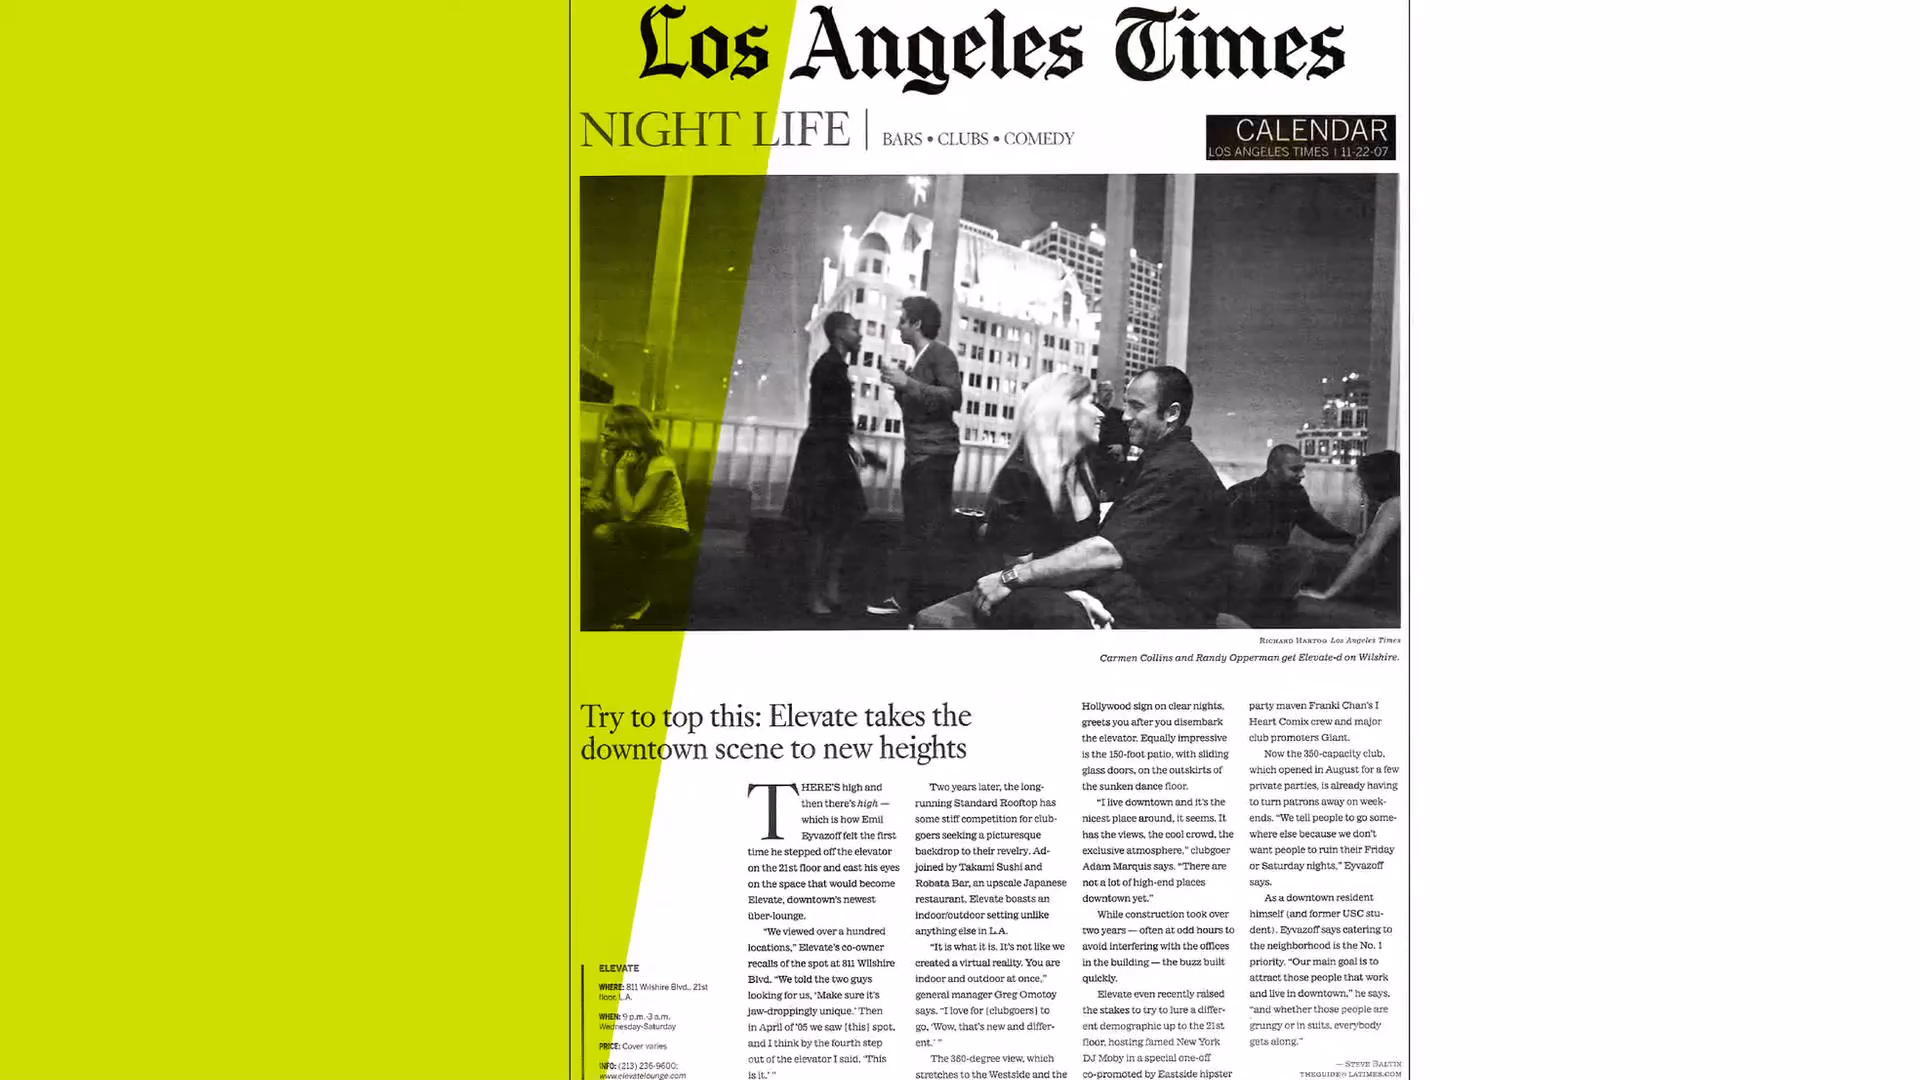 Los Angeles Times
NIGHT LIFE
BARS • CLUBS • COMEDY
CALENDAR
LOS ANGELES TIMES | 11-22-07
RICHARD HARTOG Los Angeles Times
Carmen Collins and Randy Opperman get Elevate-d on Wilshire.
Try to top this: Elevate takes the
downtown scene to new heights
THERE'S high and
then there's high —
which is how Emil
Eyvazoff felt the first
time he stepped off the elevator
on the 21st floor and cast his eyes
on the space that would become
Elevate, downtown's newest
über-lounge.
"We viewed over a hundred
locations," Elevate's co-owner
recalls of the spot at 811 Wilshire
Blvd. "We told the two guys
looking for us, 'Make sure it's
jaw-droppingly unique.' Then
in April of '05 we saw [this] spot,
and I think by the fourth step
out of the elevator I said, 'This
is it.' "
Two years later, the long-
running Standard Rooftop has
some stiff competition for club-
goers seeking a picturesque
backdrop to their revelry. Ad-
joined by Takami Sushi and
Robata Bar, an upscale Japanese
restaurant, Elevate boasts an
indoor/outdoor setting unlike
anything else in L.A.
"It is what it is. It's not like we
created a virtual reality. You are
indoor and outdoor at once,"
general manager Greg Omotoy
says. "I love for [clubgoers] to
go, 'Wow, that's new and differ-
ent.' "
The 360-degree view, which
stretches to the Westside and the
Hollywood sign on clear nights,
greets you after you disembark
the elevator. Equally impressive
is the 150-foot patio, with sliding
glass doors, on the outskirts of
the sunken dance floor.
"I live downtown and it's the
nicest place around, it seems. It
has the views, the cool crowd, the
exclusive atmosphere," clubgoer
Adam Marquis says. "There are
not a lot of high-end places
downtown yet."
While construction took over
two years — often at odd hours to
avoid interfering with the offices
in the building — the buzz built
quickly.
Elevate even recently raised
the stakes to try to lure a differ-
ent demographic up to the 21st
floor, hosting famed New York
DJ Moby in a special one-off
co-promoted by Eastside hipster
party maven Franki Chan's I
Heart Comix crew and major
club promoters Giant.
Now the 350-capacity club,
which opened in August for a few
private parties, is already having
to turn patrons away on week-
ends. "We tell people to go some-
where else because we don't
want people to ruin their Friday
or Saturday nights," Eyvazoff
says.
As a downtown resident
himself (and former USC stu-
dent), Eyvazoff says catering to
the neighborhood is the No. 1
priority. "Our main goal is to
attract those people that work
and live in downtown," he says,
"and whether those people are
grungy or in suits, everybody
gets along."
— STEVE BALTIN
THEGUIDE@LATIMES.COM
ELEVATE
WHERE: 811 Wilshire Blvd., 21st
floor, L.A.
WHEN: 9 p.m.-3 a.m.
Wednesday-Saturday
PRICE: Cover varies
INFO: (213) 236-9600;
www.elevatelounge.com